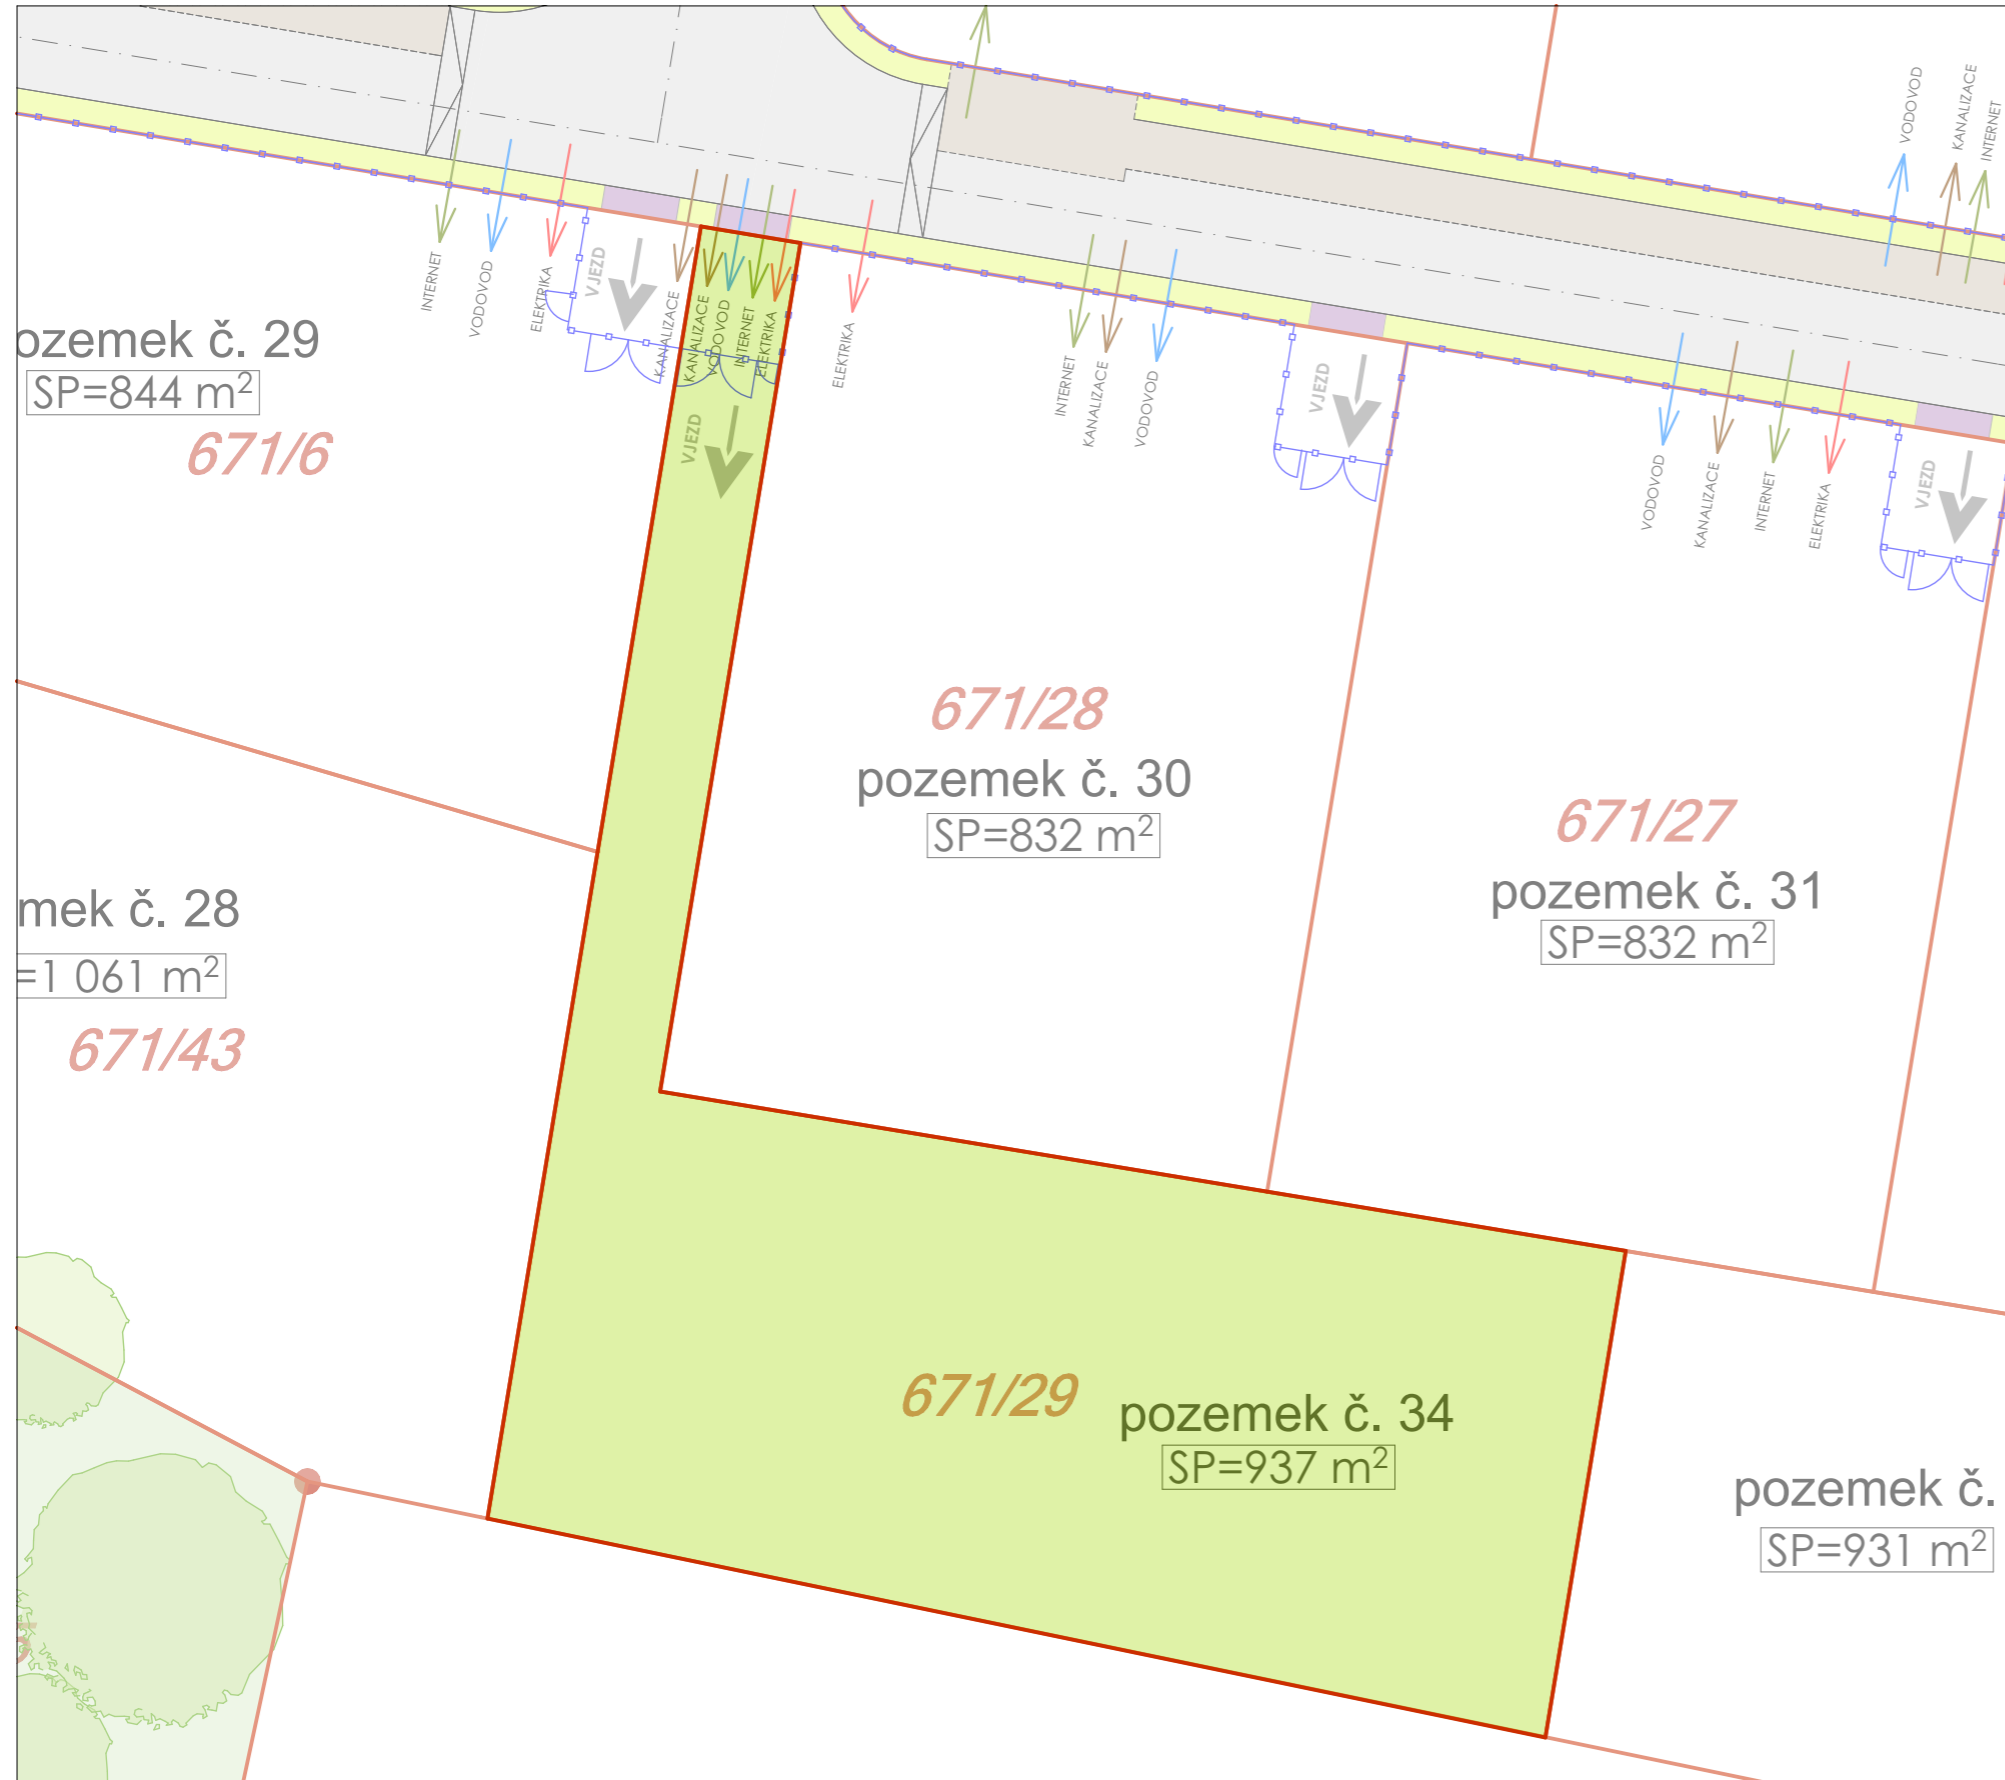 VODOVOD
KANALIZACE
INTERNET
INTERNET
VODOVOD
ELEKTRIKA
VJEZD
KANALIZACE
KANALIZACE
VODOVOD
INTERNET
ELEKTRIKA
VJEZD
ELEKTRIKA
INTERNET
KANALIZACE
VODOVOD
VJEZD
VODOVOD
KANALIZACE
INTERNET
ELEKTRIKA
VJEZD
ozemek č. 29
SP=844 m²
671/6
671/28
pozemek č. 30
SP=832 m²
671/27
pozemek č. 31
SP=832 m²
mek č. 28
=1 061 m²
671/43
671/29
pozemek č. 34
SP=937 m²
pozemek č.
SP=931 m²